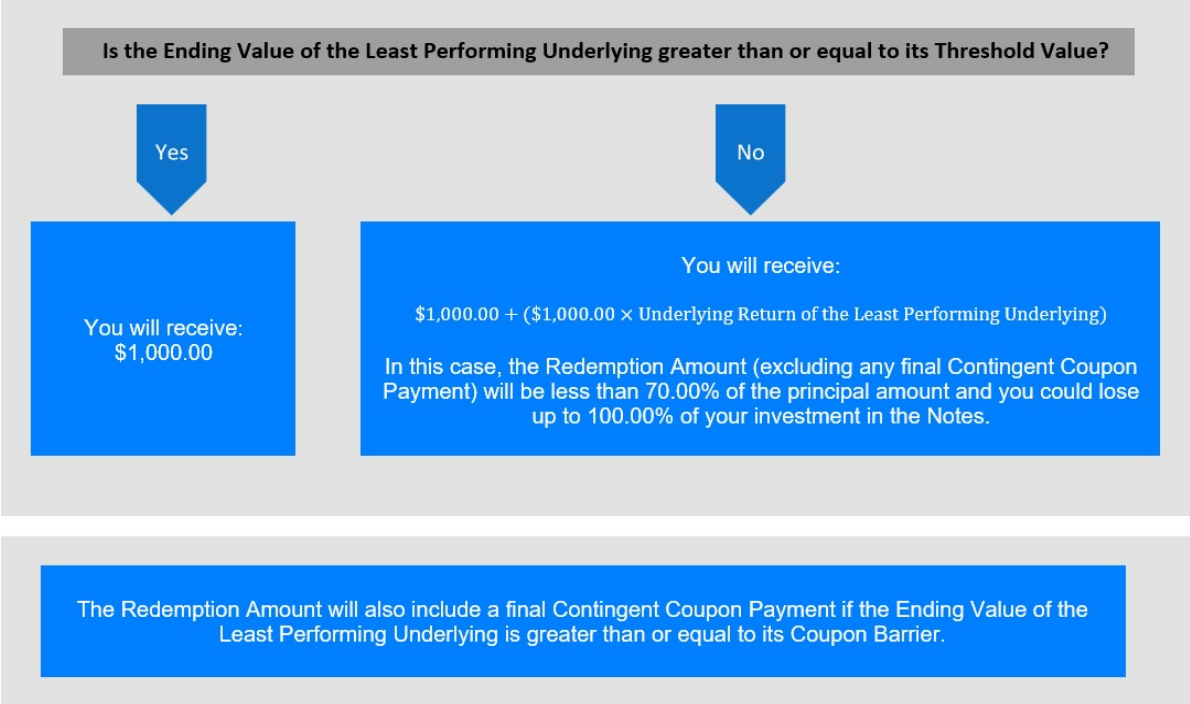 Is the Ending Value of the Least Performing Underlying greater than or equal to its Threshold Value?
Yes
No
You will receive:
$1,000.00
You will receive:
$1,000.00 + ($1,000.00 × Underlying Return of the Least Performing Underlying)
In this case, the Redemption Amount (excluding any final Contingent Coupon
Payment) will be less than 70.00% of the principal amount and you could lose
up to 100.00% of your investment in the Notes.
The Redemption Amount will also include a final Contingent Coupon Payment if the Ending Value of the
Least Performing Underlying is greater than or equal to its Coupon Barrier.